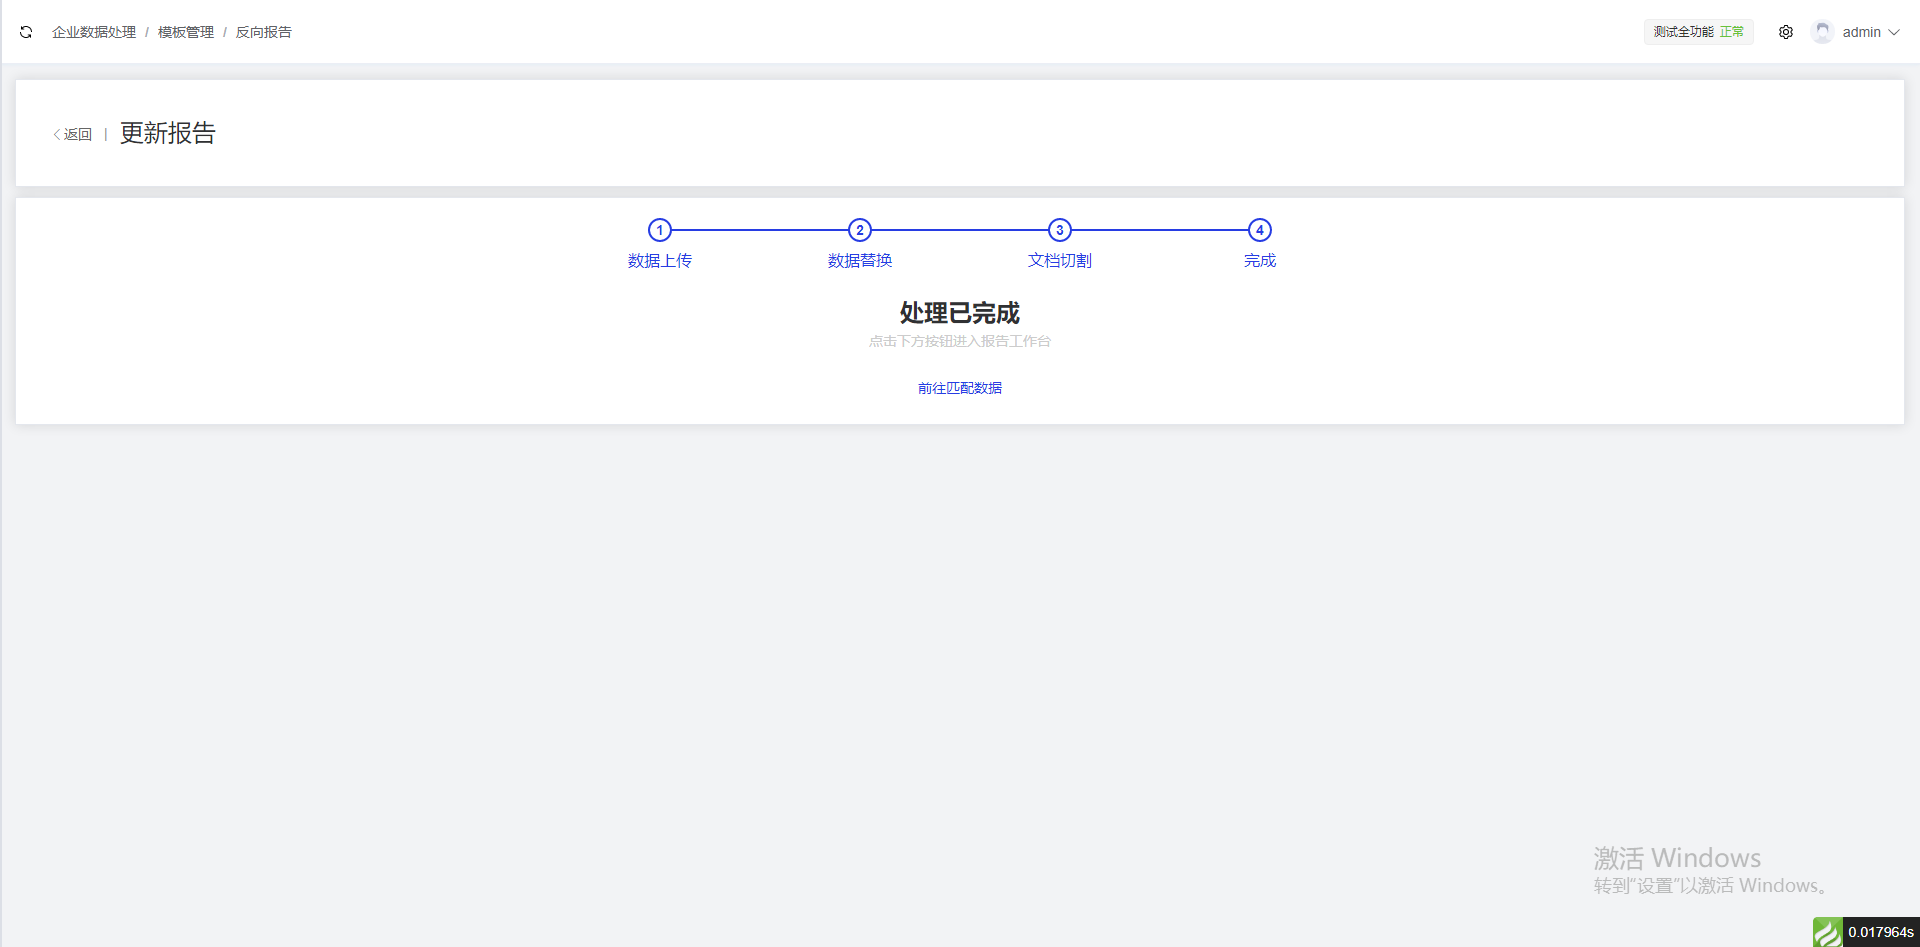 企业数据处理 / 模板管理 / 反向报告
测试全功能 正常
admin
返回 | 更新报告
1 2 3 4
数据上传 数据替换 文档切割 完成
处理已完成
点击下方按钮进入报告工作台
前往匹配数据
激活 Windows
转到“设置”以激活 Windows。
0.017964s